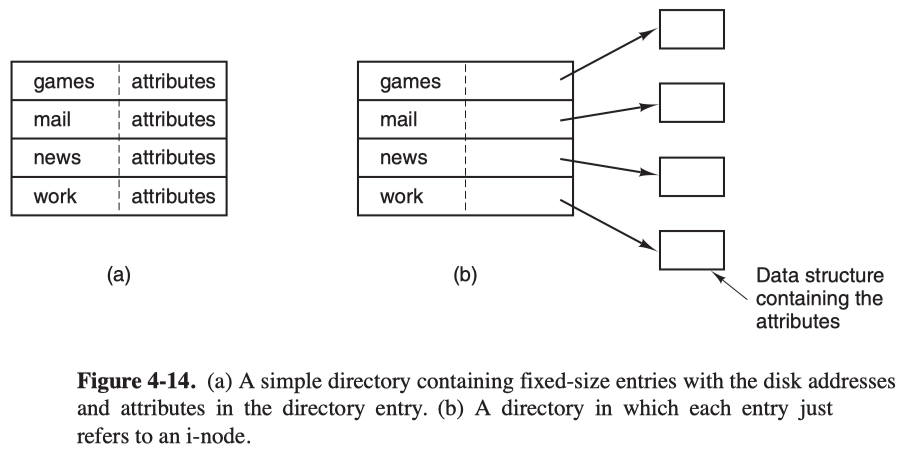 games attributes
mail attributes
news attributes
work attributes
(a)
games
mail
news
work
(b)
Data structure
containing the
attributes
Figure 4-14. (a) A simple directory containing fixed-size entries with the disk addresses
and attributes in the directory entry. (b) A directory in which each entry just
refers to an i-node.